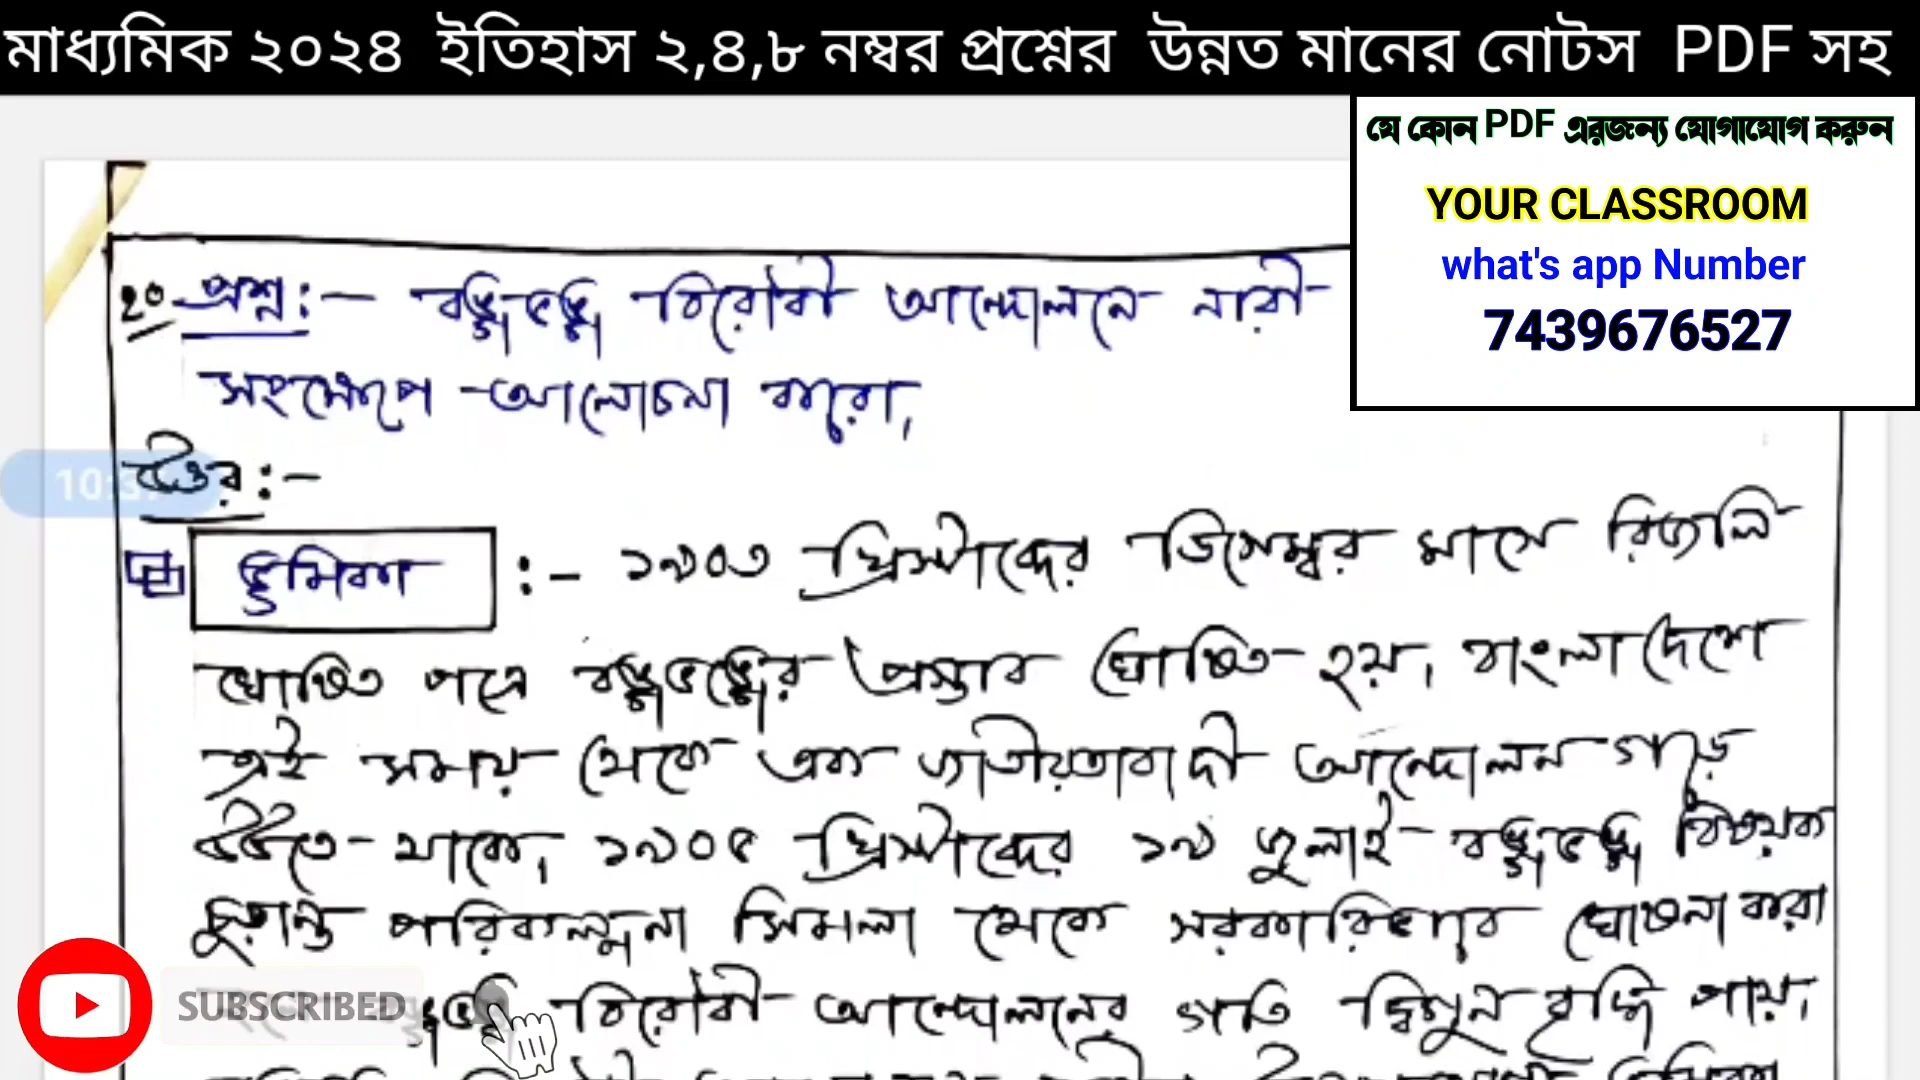 মাধ্যমিক ২০২৪ ইতিহাস ২,৪,৮ নম্বর প্রশ্নের উন্নত মানের নোটস PDF সহ
যে কোন PDF এরজন্য যোগাযোগ করুন
YOUR CLASSROOM
what's app Number
7439676527
২০ প্রশ্ন:- বঙ্গভঙ্গ বিরোধী আন্দোলনে নারী
সংক্ষেপে আলোচনা করো,
উত্তর:-
ভূমিকা :- ১৯০৩ খ্রিস্টাব্দের ডিসেম্বর মাসে রিজলি
ঘোষিত পত্রে বঙ্গভঙ্গের প্রস্তাব ঘোষিত হয়, বাংলাদেশে
এই সময় থেকে এক জাতীয়তাবাদী আন্দোলন গড়ে
উঠতে থাকে, ১৯০৫ খ্রিস্টাব্দের ১৯ জুলাই বঙ্গভঙ্গ বিষয়ক
চূড়ান্ত পরিকল্পনা সিমলা থেকে সরকারিভাবে ঘোষনা করা
বিরোধী আন্দোলনের গতি দ্বিগুন বৃদ্ধি পায়,
SUBSCRIBED